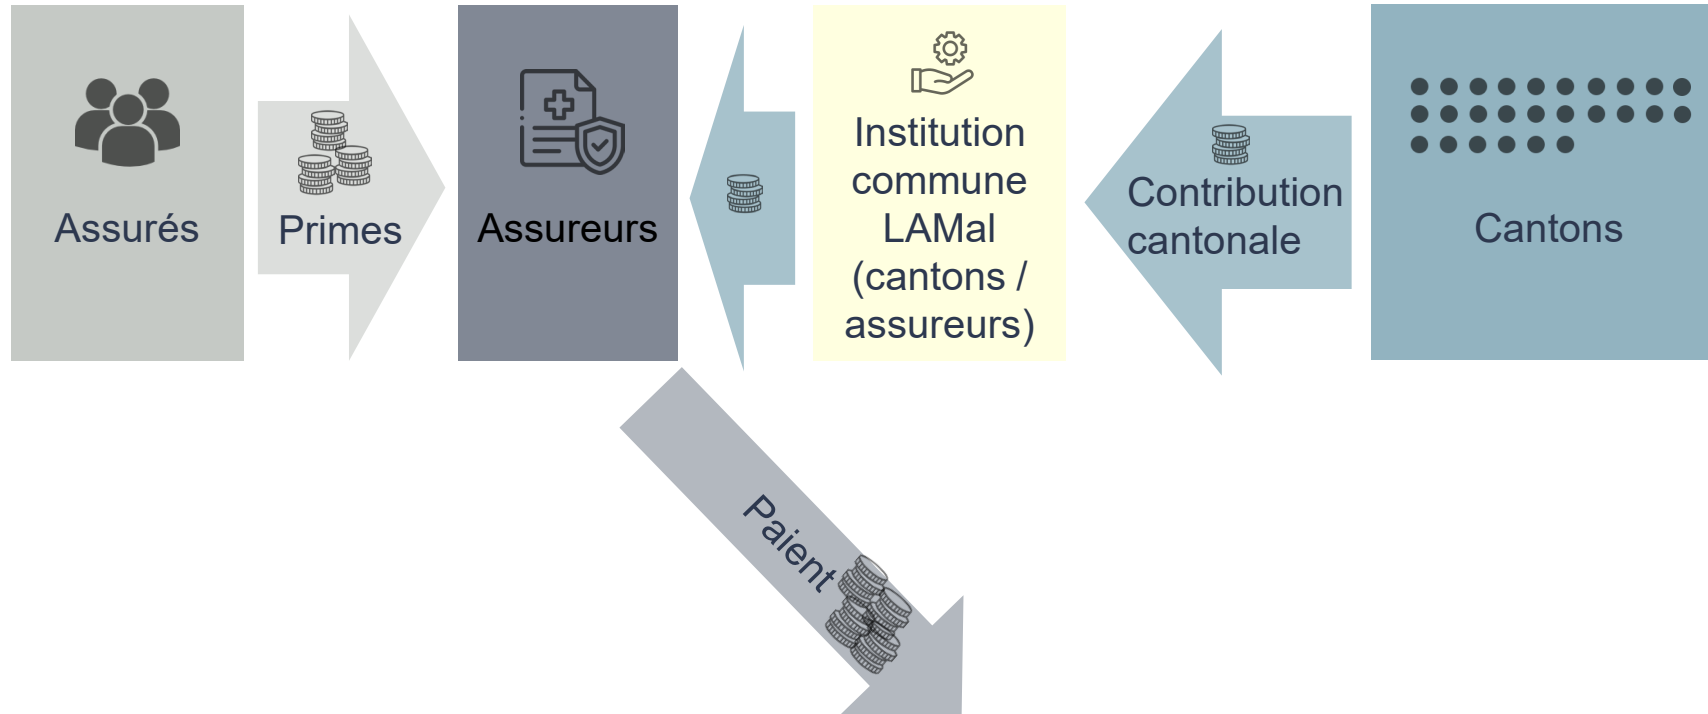 Assurés
Primes
Assureurs
Institution
commune
LAMal
(cantons /
assureurs)
Contribution
cantonale
Cantons
Paient